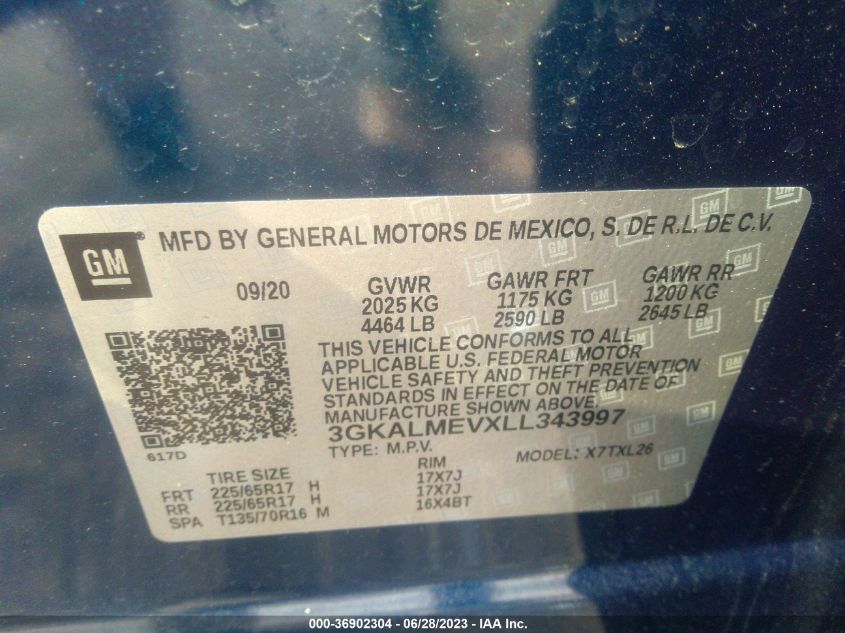 GM
MFD BY GENERAL MOTORS DE MEXICO, S. DE R.L. DE C.V.
09/20
GVWR
2025 KG
4464 LB
GAWR FRT
1175 KG
2590 LB
GAWR RR
1200 KG
2645 LB
THIS VEHICLE CONFORMS TO ALL
APPLICABLE U.S. FEDERAL MOTOR
VEHICLE SAFETY AND THEFT PREVENTION
STANDARDS IN EFFECT ON THE DATE OF
MANUFACTURE SHOWN ABOVE.
3GKALMEVXLL343997
TYPE: M.P.V.
MODEL: X7TXL26
617D
TIRE SIZE
RIM
FRT 225/65R17 H 17X7J
RR 225/65R17 H 17X7J
SPA T135/70R16 M 16X4BT
000-36902304 - 06/28/2023 - IAA Inc.